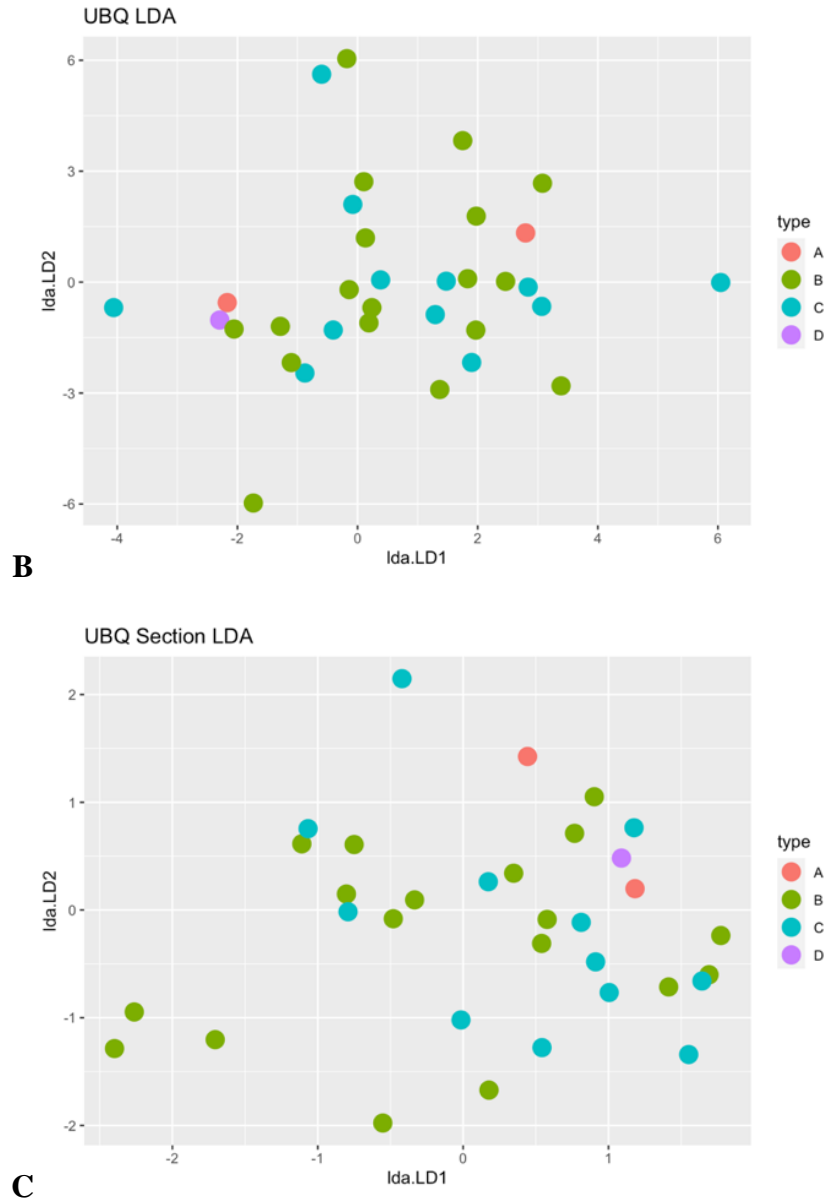 UBQ LDA
6
3
0
-3
-6
lda.LD2
-4 -2 0 2 4 6
lda.LD1
type
A
B
C
D
B
UBQ Section LDA
2
1
0
-1
-2
lda.LD2
-2 -1 0 1
lda.LD1
type
A
B
C
D
C